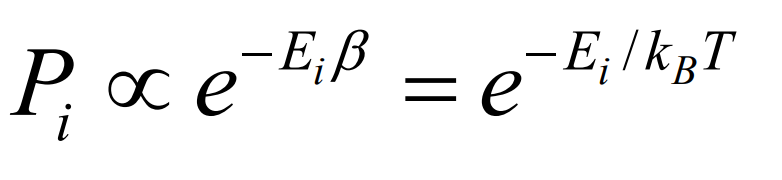 P_i ∝ e^{-E_i β} = e^{-E_i / k_B T}